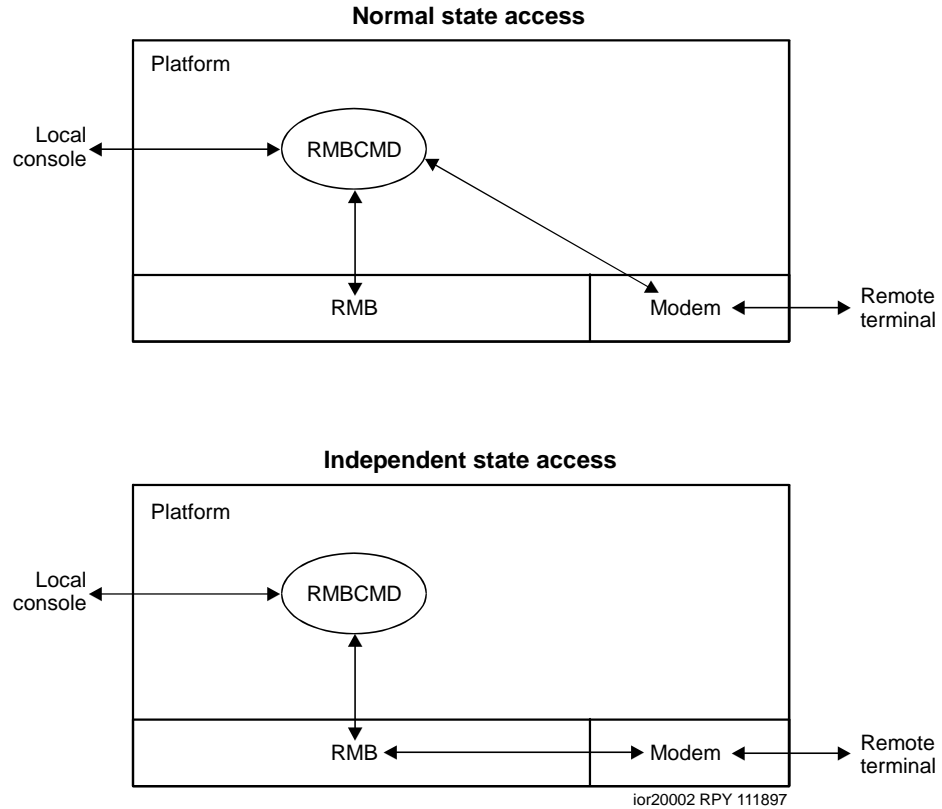 Normal state access
Platform
Local
console
RMBCMD
RMB
Modem
Remote
terminal
Independent state access
Platform
Local
console
RMBCMD
RMB
Modem
Remote
terminal
ior20002 RPY 111897